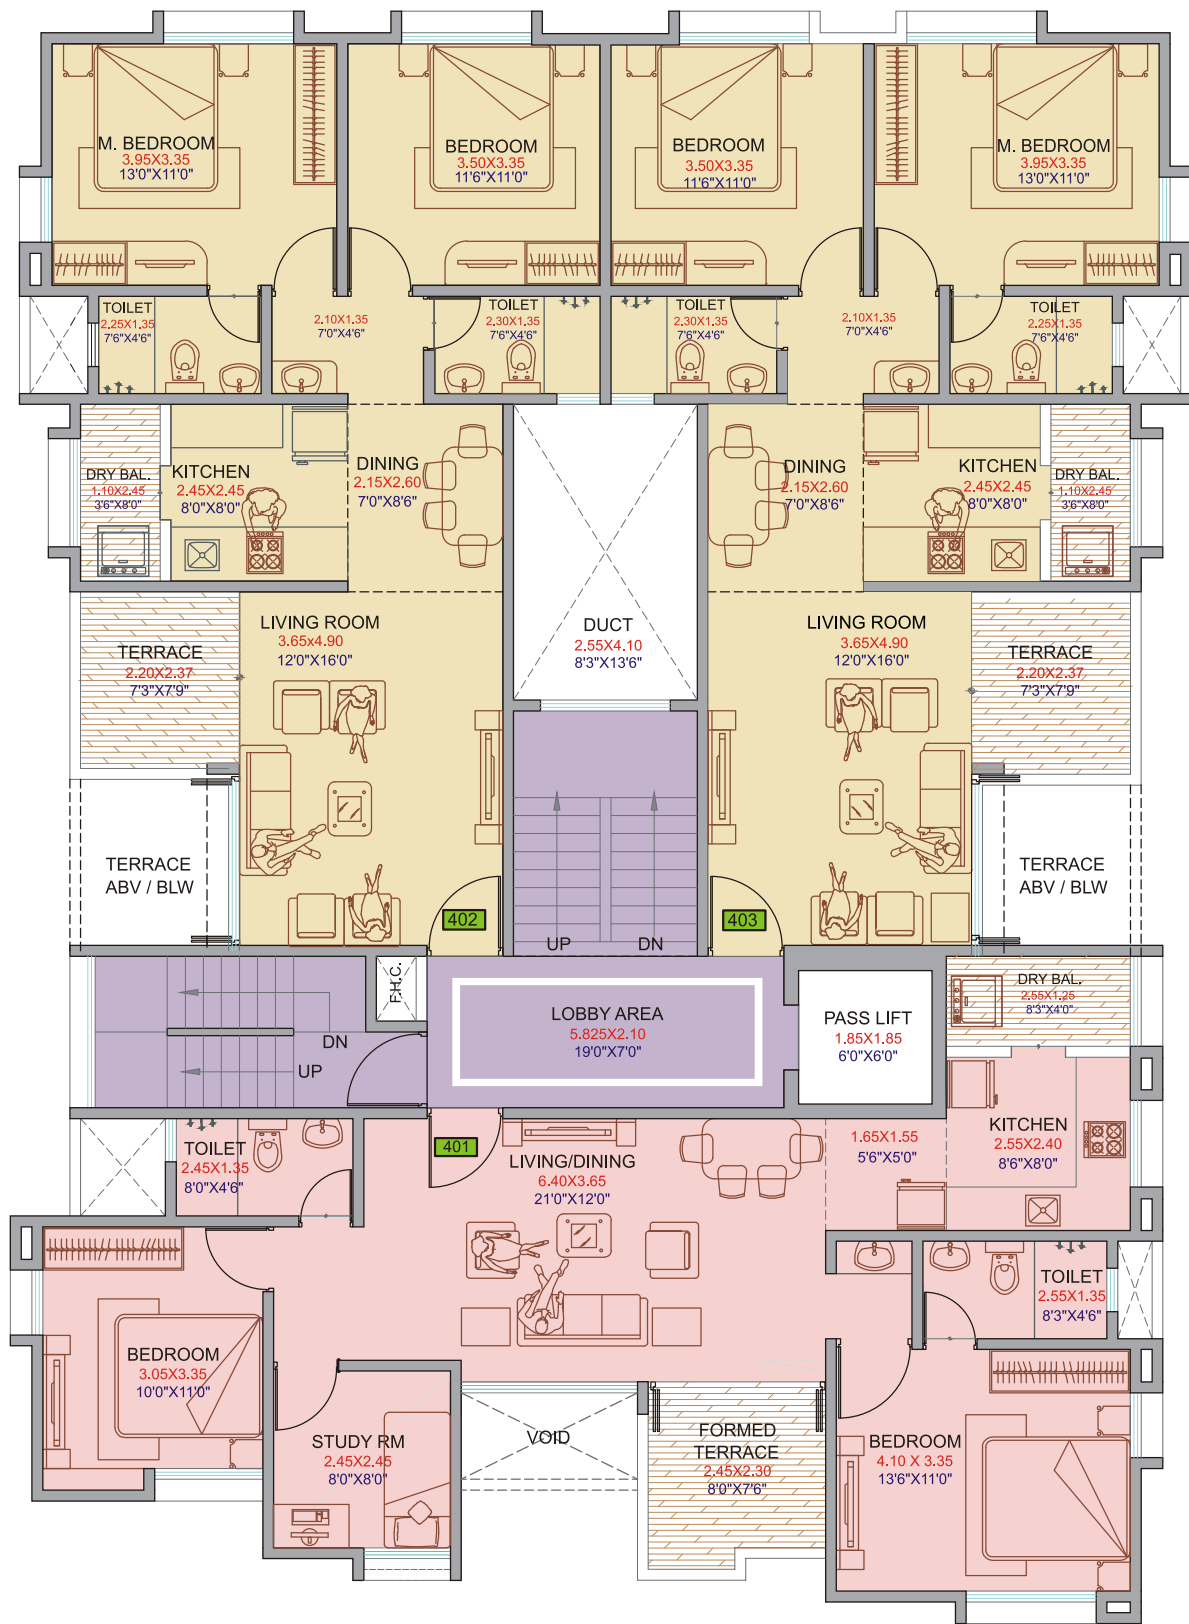 M. BEDROOM
3.95X3.35
13'0"X11'0"
BEDROOM
3.50X3.35
11'6"X11'0"
BEDROOM
3.50X3.35
11'6"X11'0"
M. BEDROOM
3.95X3.35
13'0"X11'0"
TOILET
2.25X1.35
7'6"X4'6"
2.10X1.35
7'0"X4'6"
TOILET
2.30X1.35
7'6"X4'6"
TOILET
2.30X1.35
7'6"X4'6"
2.10X1.35
7'0"X4'6"
TOILET
2.25X1.35
7'6"X4'6"
DRY BAL.
1.10X2.45
3'6"X8'0"
KITCHEN
2.45X2.45
8'0"X8'0"
DINING
2.15X2.60
7'0"X8'6"
DINING
2.15X2.60
7'0"X8'6"
KITCHEN
2.45X2.45
8'0"X8'0"
DRY BAL.
1.10X2.45
3'6"X8'0"
TERRACE
2.20X2.37
7'3"X7'9"
LIVING ROOM
3.65X4.90
12'0"X16'0"
DUCT
2.55X4.10
8'3"X13'6"
LIVING ROOM
3.65X4.90
12'0"X16'0"
TERRACE
2.20X2.37
7'3"X7'9"
TERRACE
ABV / BLW
TERRACE
ABV / BLW
402
UP
DN
403
F.H.C.
DN
UP
LOBBY AREA
5.825X2.10
19'0"X7'0"
PASS LIFT
1.85X1.85
6'0"X6'0"
DRY BAL.
2.55X1.25
8'3"X4'0"
TOILET
2.45X1.35
8'0"X4'6"
401
LIVING/DINING
6.40X3.65
21'0"X12'0"
1.65X1.55
5'6"X5'0"
KITCHEN
2.55X2.40
8'6"X8'0"
TOILET
2.55X1.35
8'3"X4'6"
BEDROOM
3.05X3.35
10'0"X11'0"
STUDY RM
2.45X2.45
8'0"X8'0"
VOID
FORMED
TERRACE
2.45X2.30
8'0"X7'6"
BEDROOM
4.10 X 3.35
13'6"X11'0"